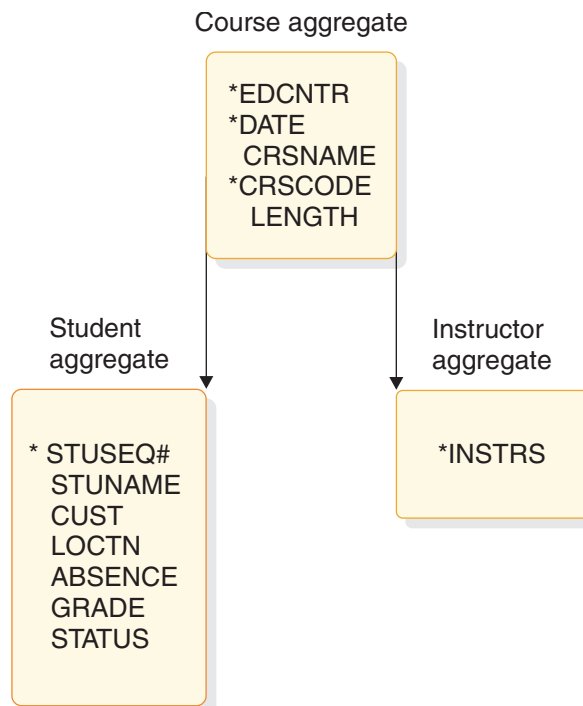 Course aggregate
*EDCNTR
*DATE
CRSNAME
*CRSCODE
LENGTH
Student
aggregate
* STUSEQ#
STUNAME
CUST
LOCTN
ABSENCE
GRADE
STATUS
Instructor
aggregate
*INSTRS